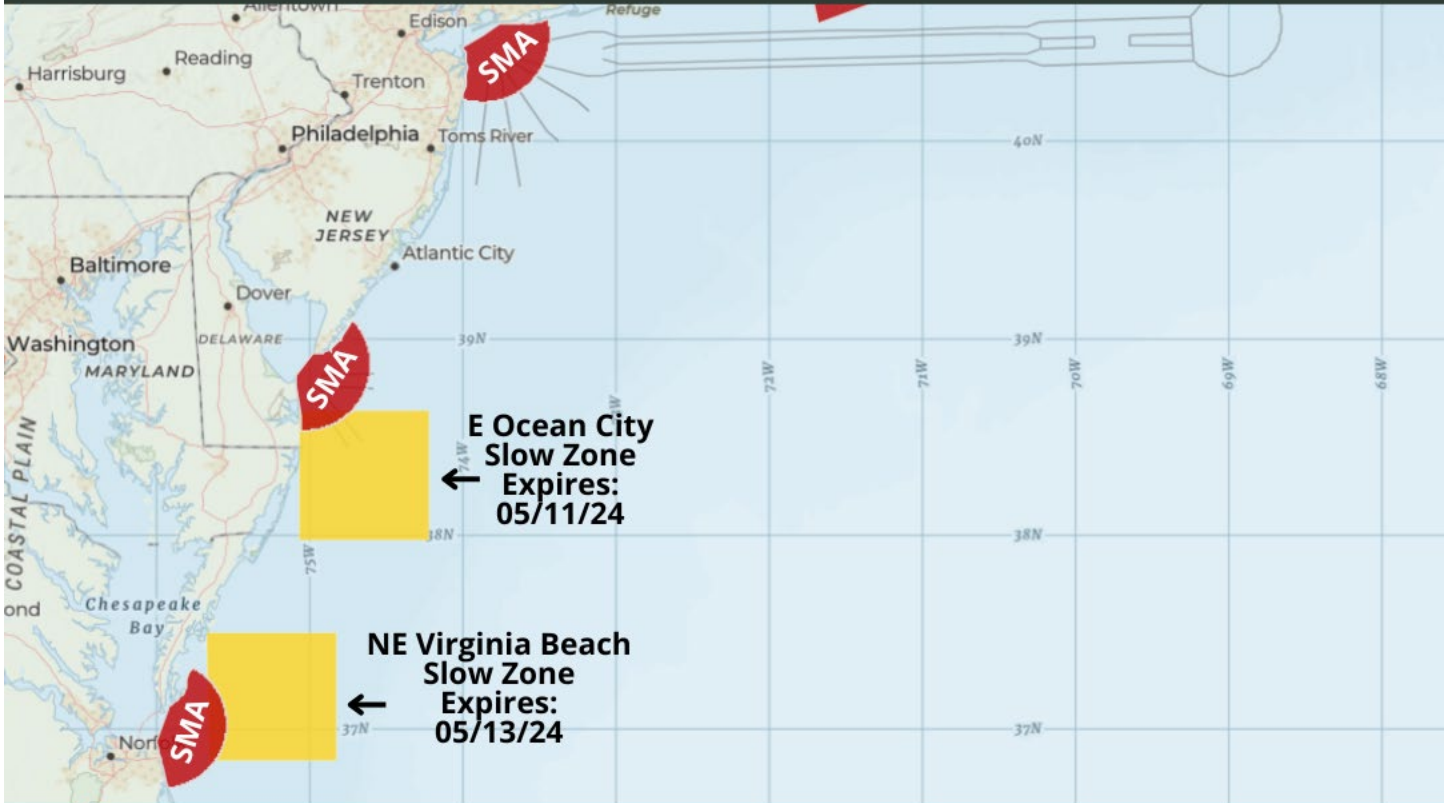 Allentown
Refuge
Edison
SMA
Reading
Harrisburg
Trenton
Philadelphia
Toms River
40N
NEW
JERSEY
Atlantic City
Baltimore
Dover
DELAWARE
39N
39N
Washington
MARYLAND
SMA
72W
71W
70W
69W
68W
E Ocean City
Slow Zone
Expires:
05/11/24
74W
COASTAL PLAIN
38N
38N
75W
Chesapeake
Bay
ond
NE Virginia Beach
Slow Zone
Expires:
05/13/24
SMA
37N
37N
Norfo